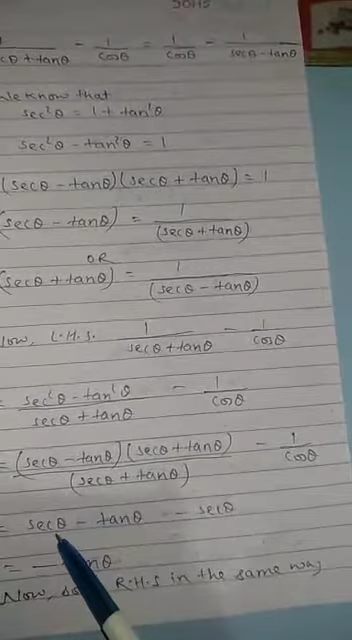 SOHS
1/(secθ+tanθ) - 1/cosθ = 1/cosθ - 1/(secθ-tanθ)
we know that
sec²θ = 1 + tan²θ
sec²θ - tan²θ = 1
(secθ - tanθ)(secθ + tanθ) = 1
(secθ - tanθ) = 1/(secθ + tanθ)
OR
(secθ + tanθ) = 1/(secθ - tanθ)
Now, L.H.S. 1/(secθ+tanθ) - 1/cosθ
= (sec²θ - tan²θ)/(secθ + tanθ) - 1/cosθ
= (secθ - tanθ)(secθ + tanθ)/(secθ + tanθ) - 1/cosθ
= secθ - tanθ - secθ
= - tanθ
Now, R.H.S in the same way